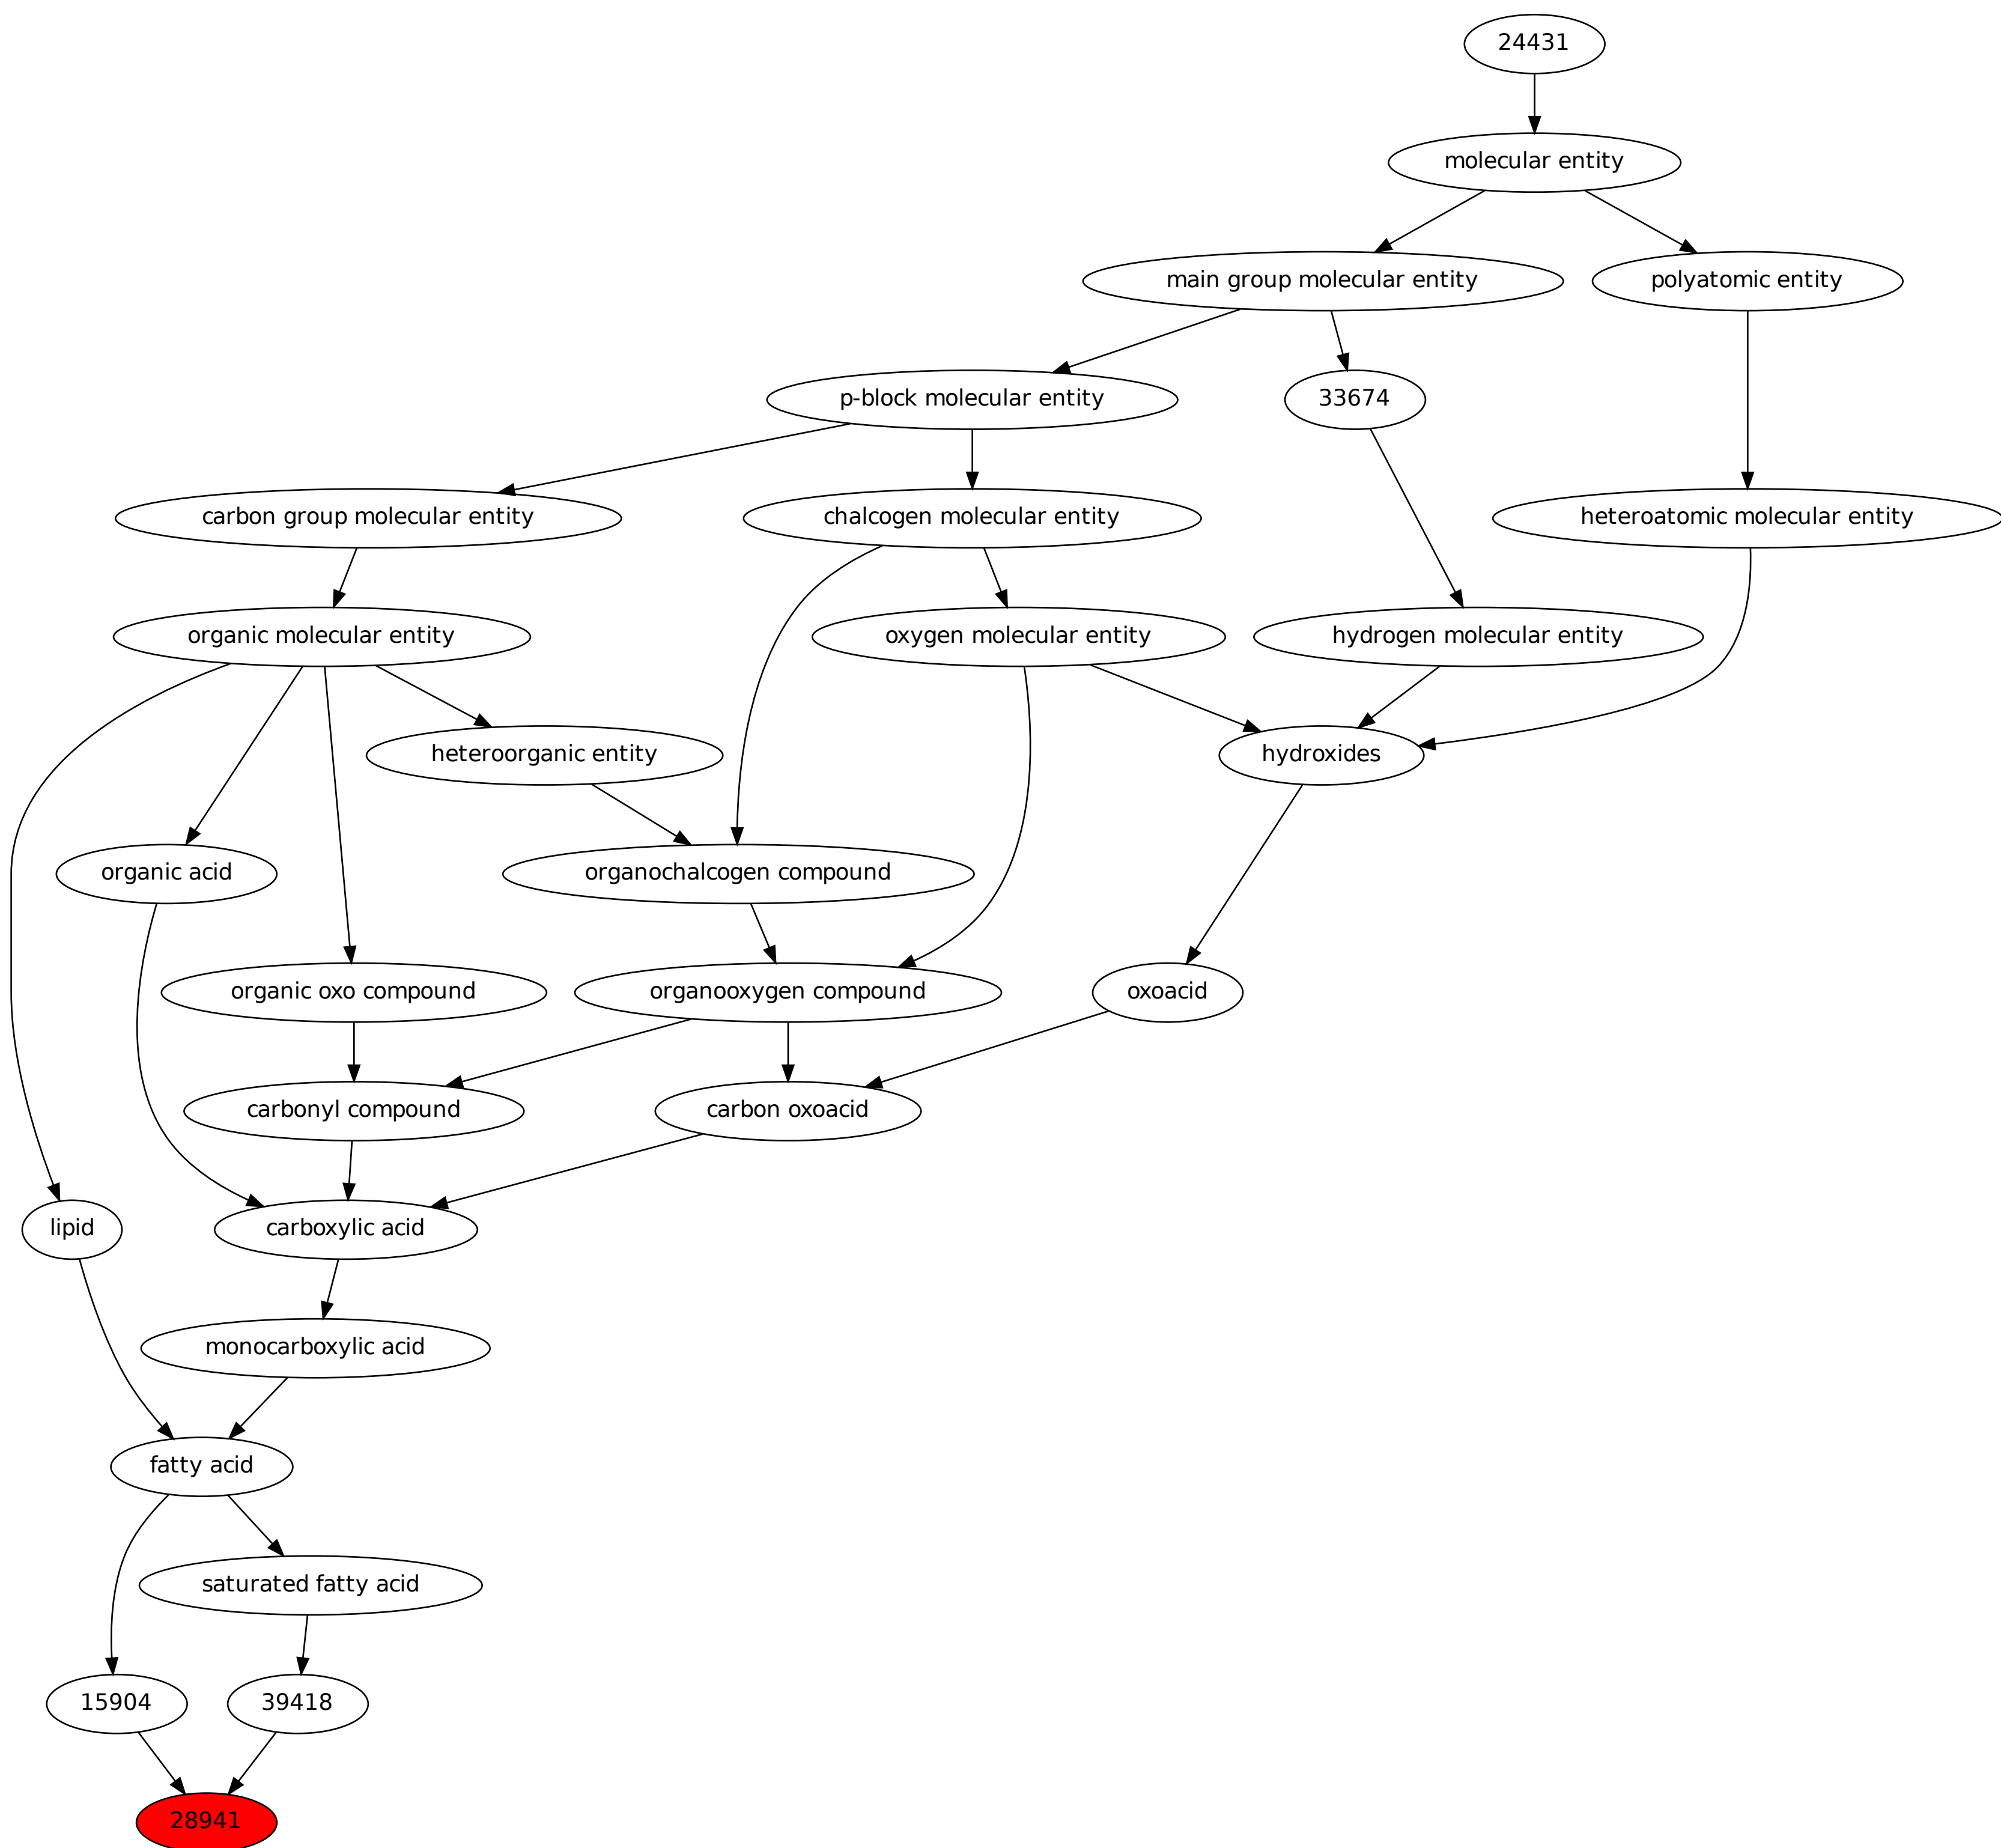 24431
molecular entity
main group molecular entity
polyatomic entity
p-block molecular entity
33674
carbon group molecular entity
chalcogen molecular entity
heteroatomic molecular entity
organic molecular entity
oxygen molecular entity
hydrogen molecular entity
heteroorganic entity
hydroxides
organic acid
organochalcogen compound
organic oxo compound
organooxygen compound
oxoacid
carbonyl compound
carbon oxoacid
lipid
carboxylic acid
monocarboxylic acid
fatty acid
saturated fatty acid
15904
39418
28941